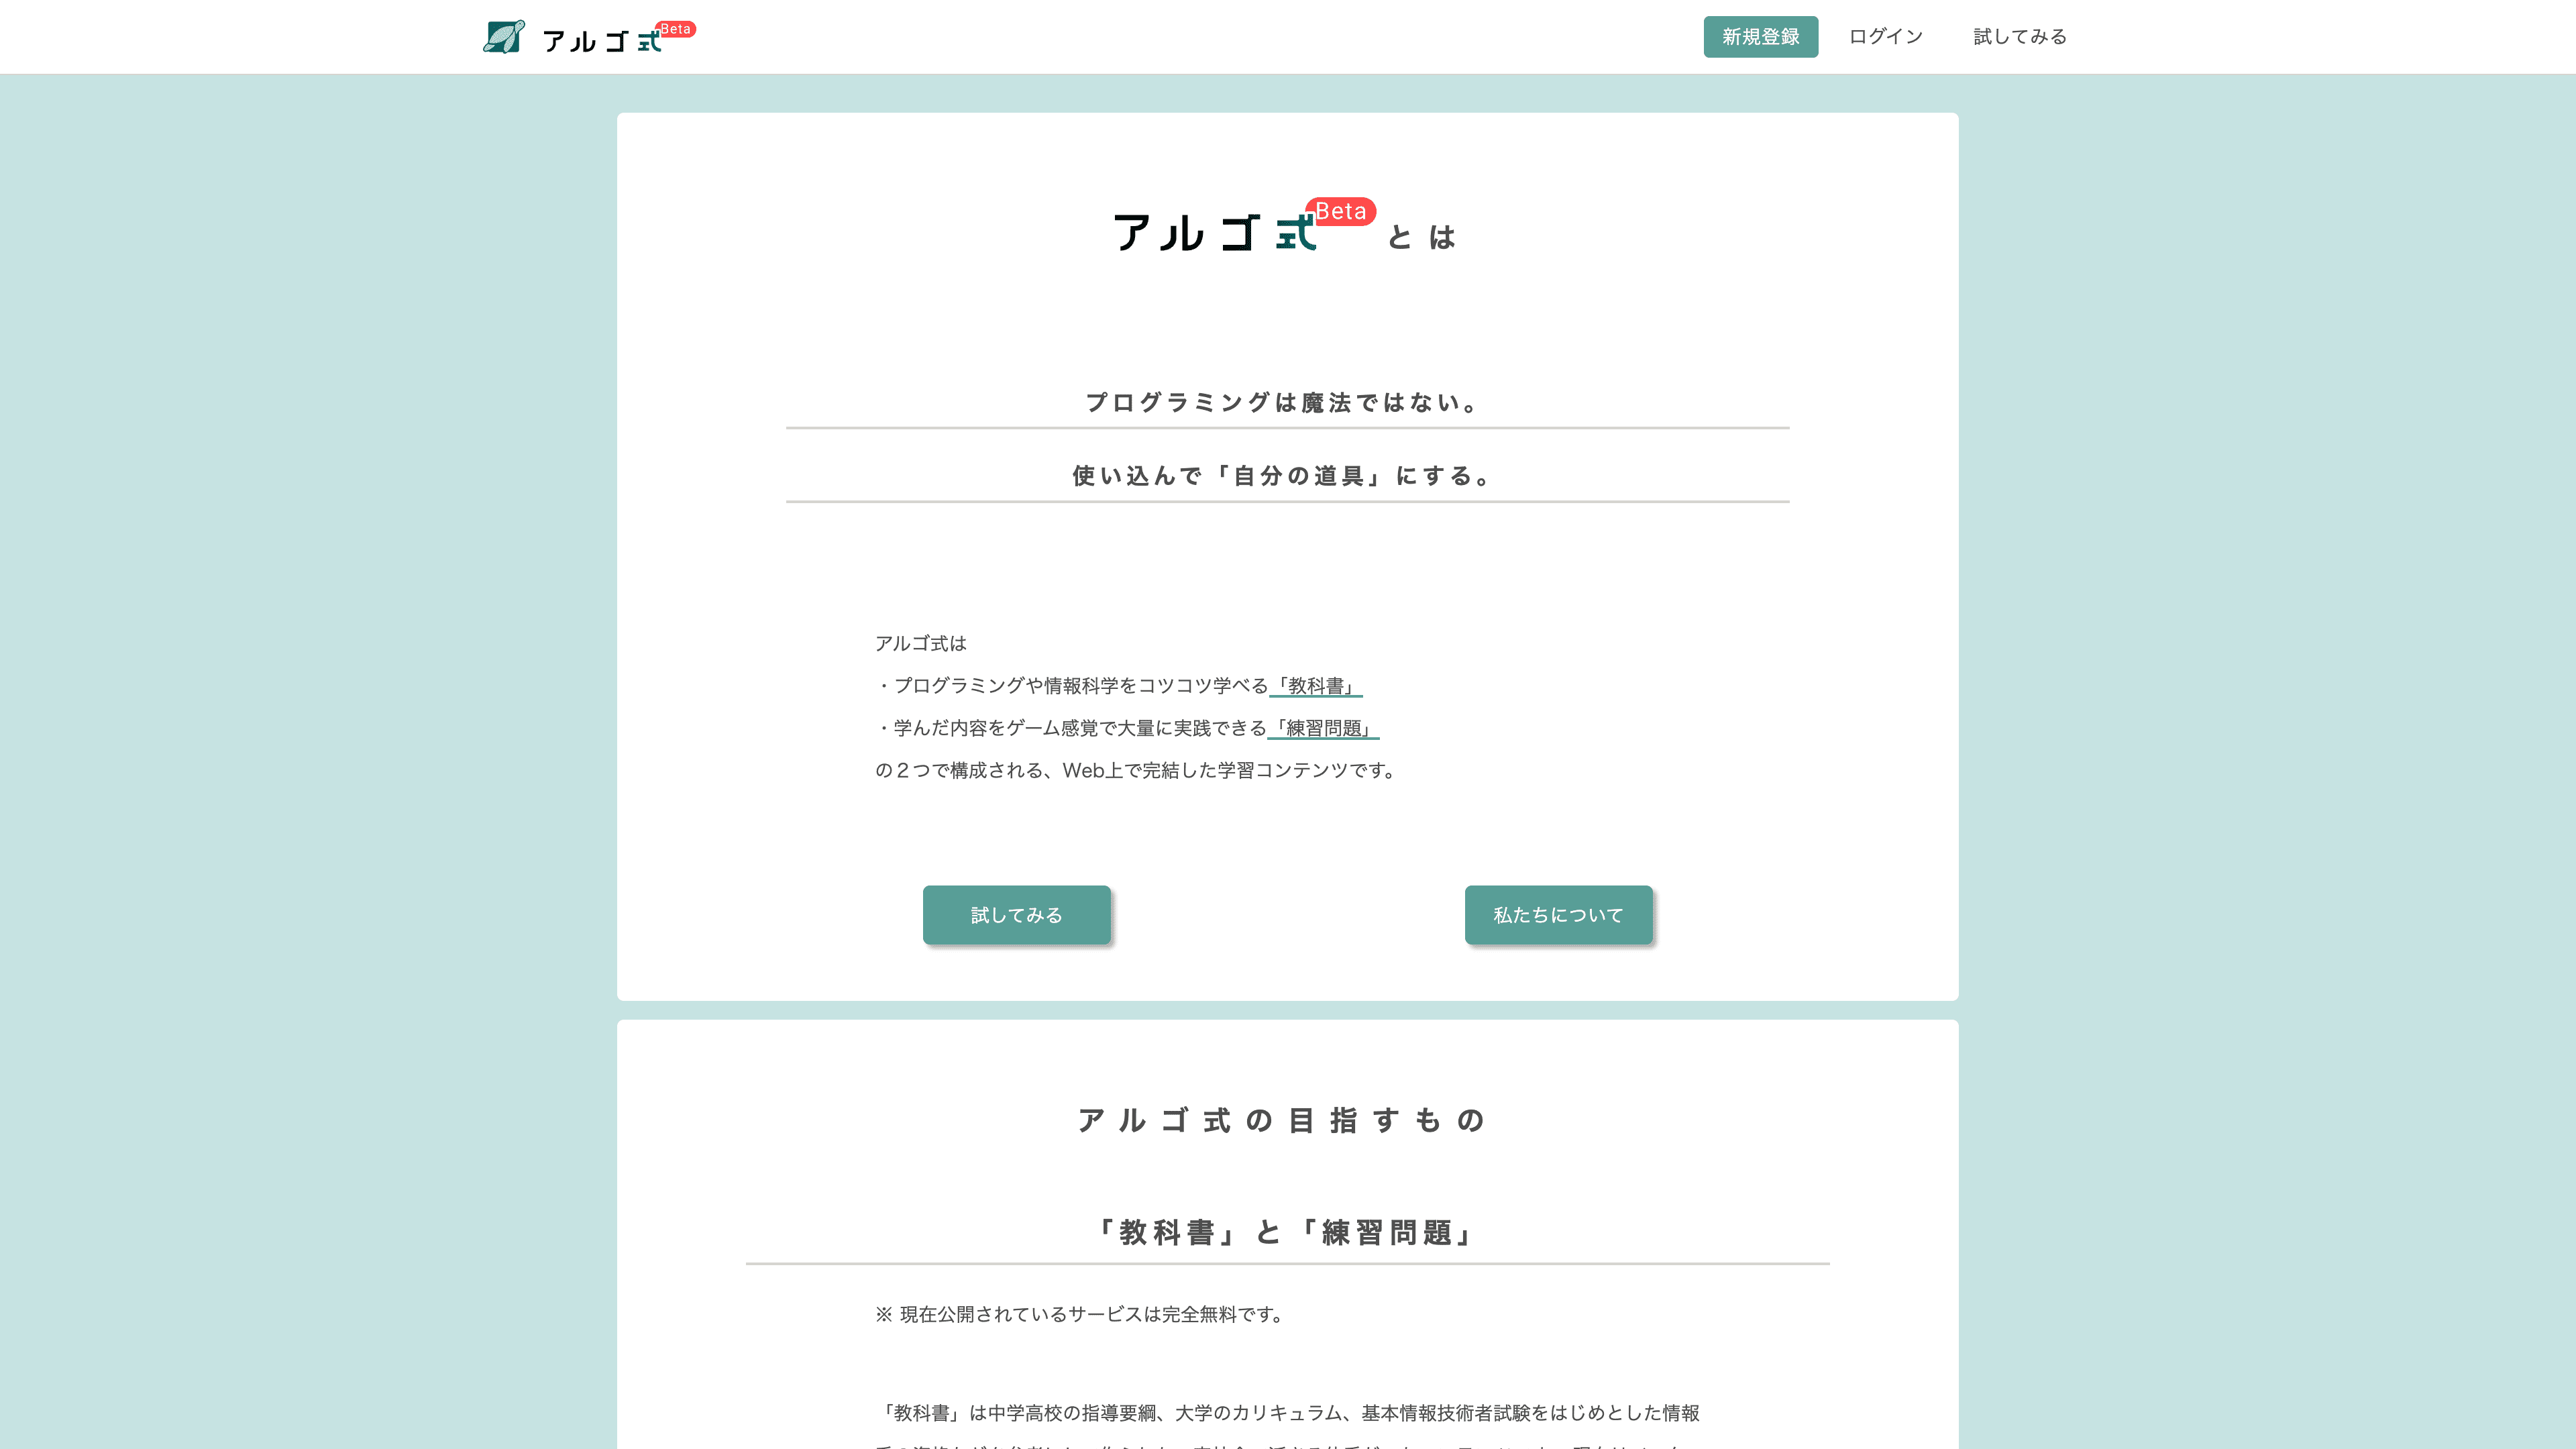 アルゴ式 Beta
新規登録 ログイン 試してみる
アルゴ式 Beta とは
プログラミングは魔法ではない。
使い込んで「自分の道具」にする。
アルゴ式は
・プログラミングや情報科学をコツコツ学べる「教科書」
・学んだ内容をゲーム感覚で大量に実践できる「練習問題」
の２つで構成される、Web上で完結した学習コンテンツです。
試してみる 私たちについて
アルゴ式の目指すもの
「教科書」と「練習問題」
※ 現在公開されているサービスは完全無料です。
「教科書」は中学高校の指導要綱、大学のカリキュラム、基本情報技術者試験をはじめとした情報